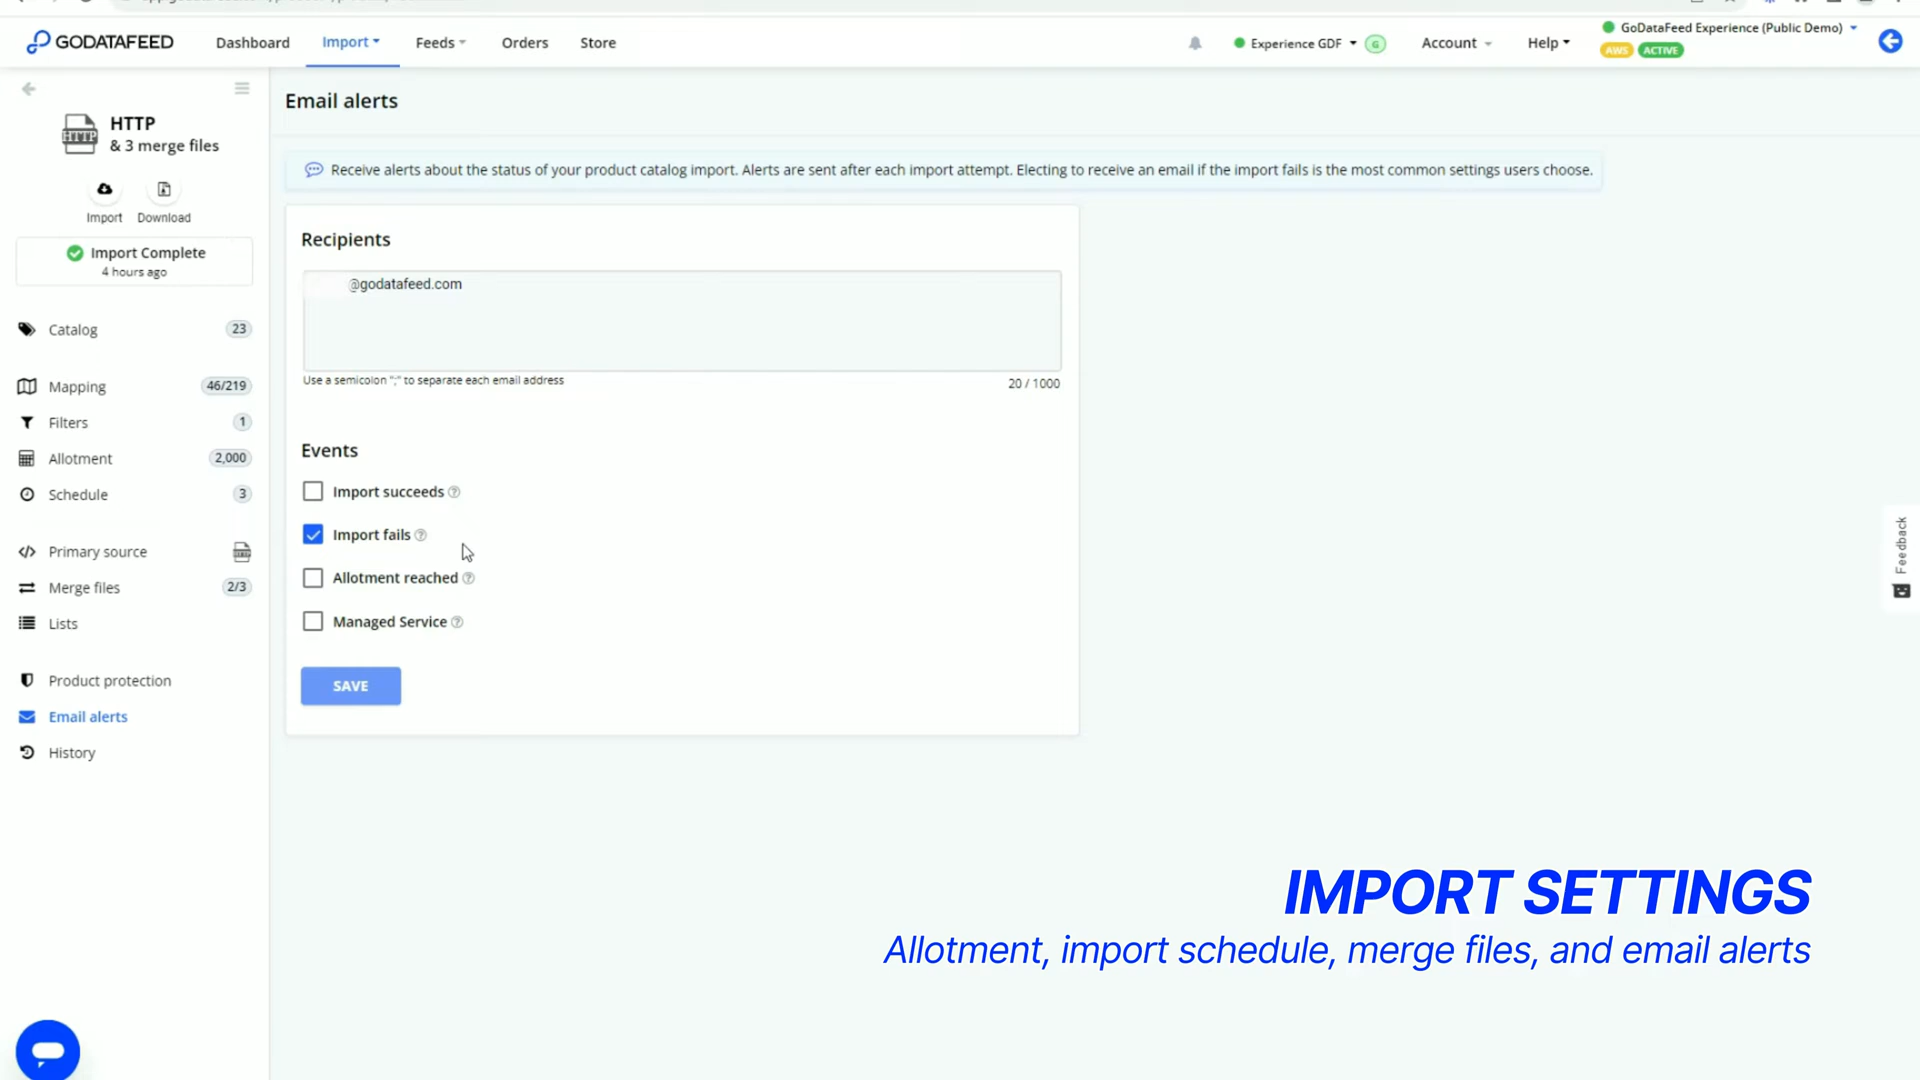 GODATAFEED
Dashboard
Import
Feeds
Orders
Store
Experience GDF
G
Account
Help
GoDataFeed Experience (Public Demo)
AWS
ACTIVE
HTTP
HTTP
& 3 merge files
Import
Download
Import Complete
4 hours ago
Catalog 23
Mapping 46/219
Filters 1
Allotment 2,000
Schedule 3
Primary source
Merge files 2/3
Lists
Product protection
Email alerts
History
Email alerts
Receive alerts about the status of your product catalog import. Alerts are sent after each import attempt. Electing to receive an email if the import fails is the most common settings users choose.
Recipients
@godatafeed.com
Use a semicolon ";" to separate each email address
20 / 1000
Events
Import succeeds
Import fails
Allotment reached
Managed Service
SAVE
Feedback
IMPORT SETTINGS
Allotment, import schedule, merge files, and email alerts